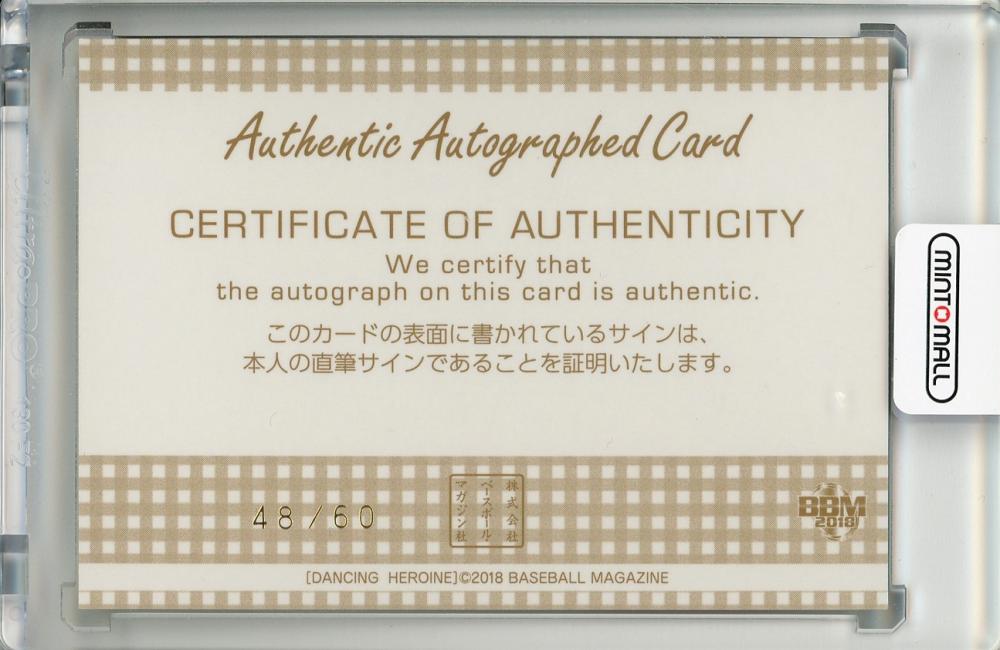 Authentic Autographed Card
CERTIFICATE OF AUTHENTICITY
We certify that
the autograph on this card is authentic.
このカードの表面に書かれているサインは、
本人の直筆サインであることを証明いたします。
48/60
株式会社
ベースボール
マガジン社
BBM
2018
[DANCING HEROINE]©2018 BASEBALL MAGAZINE
MINT MALL